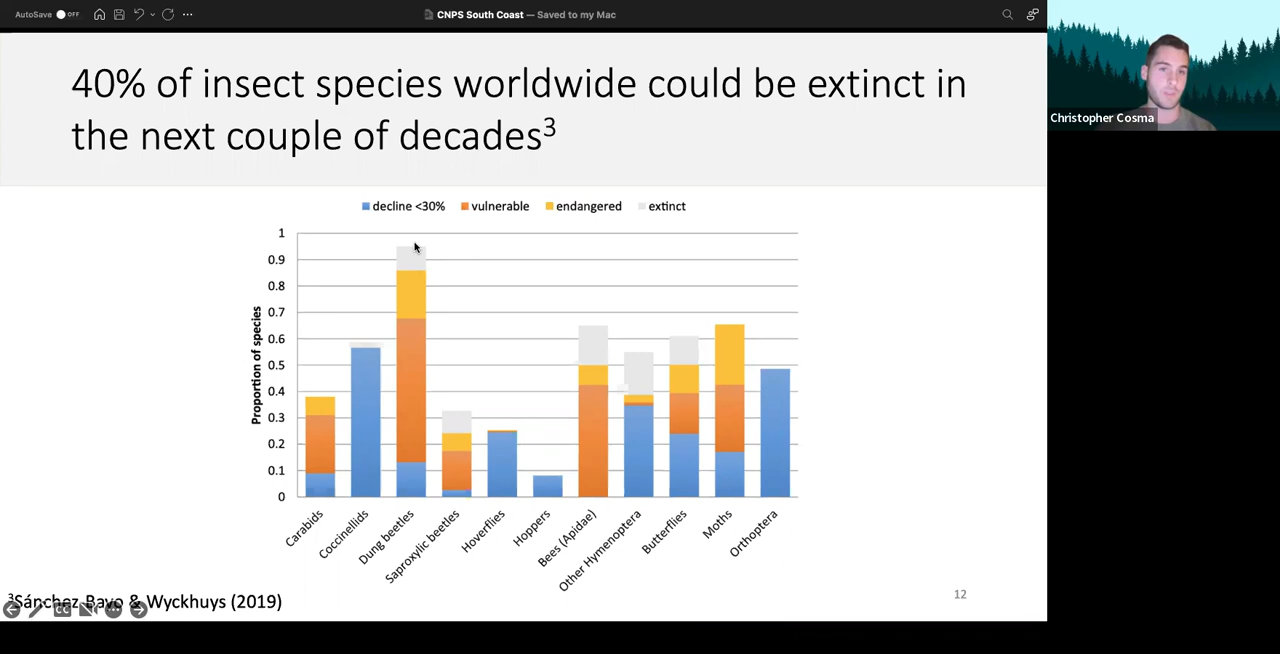 AutoSave OFF
CNPS South Coast — Saved to my Mac
40% of insect species worldwide could be extinct in
the next couple of decades3
Christopher Cosma
decline <30% vulnerable endangered extinct
Proportion of species
1
0.9
0.8
0.7
0.6
0.5
0.4
0.3
0.2
0.1
0
Carabids
Coccinellids
Dung beetles
Saproxylic beetles
Hoverflies
Hoppers
Bees (Apidae)
Other Hymenoptera
Butterflies
Moths
Orthoptera
3Sánchez-Bayo & Wyckhuys (2019)
CC
12